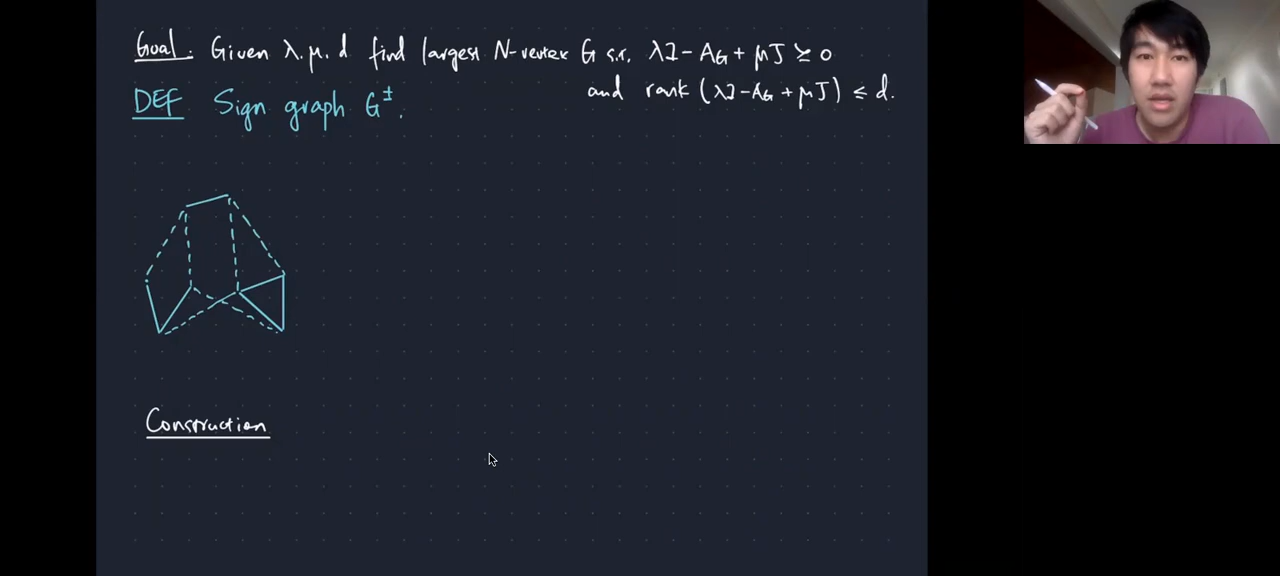 Goal. Given λ, μ, d find largest N-vertex G s.t. λI - A_G + μJ ⪰ 0
and rank (λI - A_G + μJ) ≤ d.
DEF Sign graph G^±.
Construction